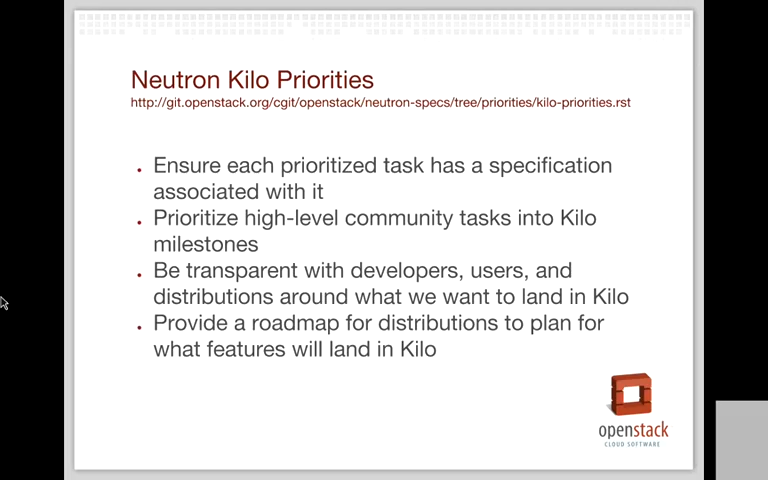 Neutron Kilo Priorities
http://git.openstack.org/cgit/openstack/neutron-specs/tree/priorities/kilo-priorities.rst
• Ensure each prioritized task has a specification
associated with it
• Prioritize high-level community tasks into Kilo
milestones
• Be transparent with developers, users, and
distributions around what we want to land in Kilo
• Provide a roadmap for distributions to plan for
what features will land in Kilo
openstack
CLOUD SOFTWARE